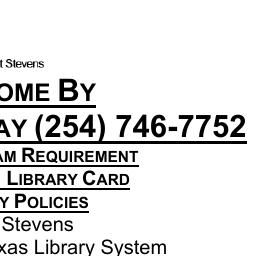 t Stevens
OME BY
AY (254) 746-7752
AM REQUIREMENT
LIBRARY CARD
Y POLICIES
Stevens
xas Library System